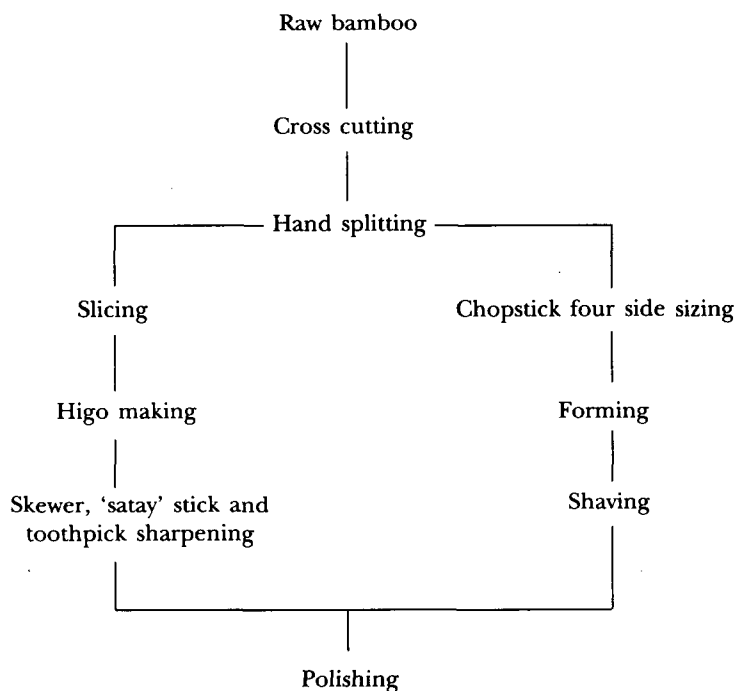 Raw bamboo
Cross cutting
Hand splitting
Slicing
Chopstick four side sizing
Higo making
Forming
Skewer, ‘satay’ stick and
toothpick sharpening
Shaving
Polishing